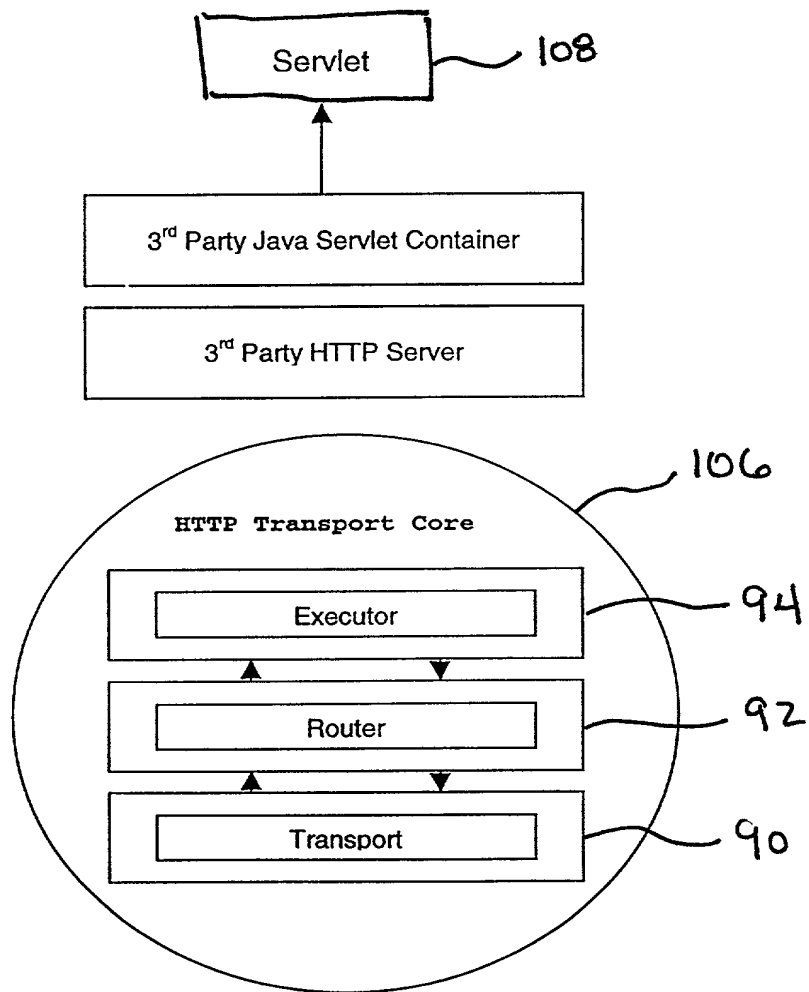 Servlet
108
3rd Party Java Servlet Container
3rd Party HTTP Server
106
HTTP Transport Core
Executor
94
Router
92
Transport
90